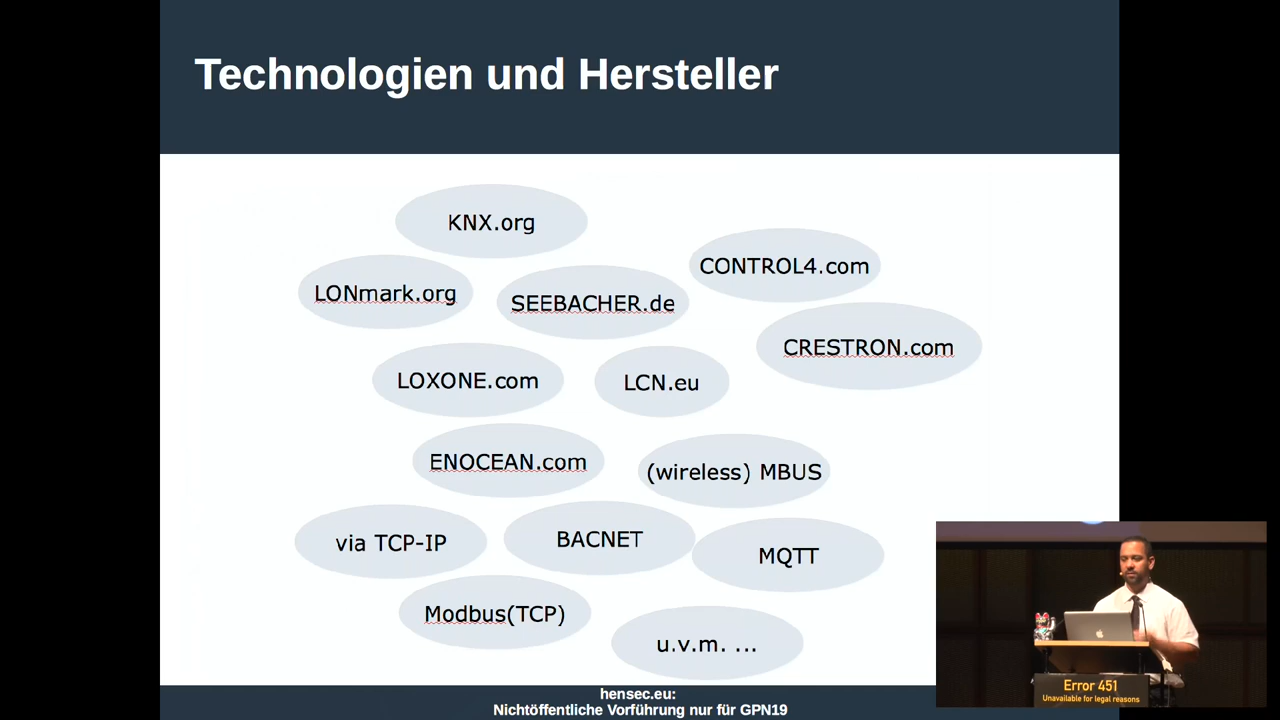 Technologien und Hersteller
KNX.org
CONTROL4.com
LONmark.org
SEEBACHER.de
CRESTRON.com
LOXONE.com
LCN.eu
ENOCEAN.com
(wireless) MBUS
via TCP-IP
BACNET
MQTT
Modbus(TCP)
u.v.m. ...
hensec.eu:
Nichtöffentliche Vorführung nur für GPN19
Error 451
Unavailable for legal reasons